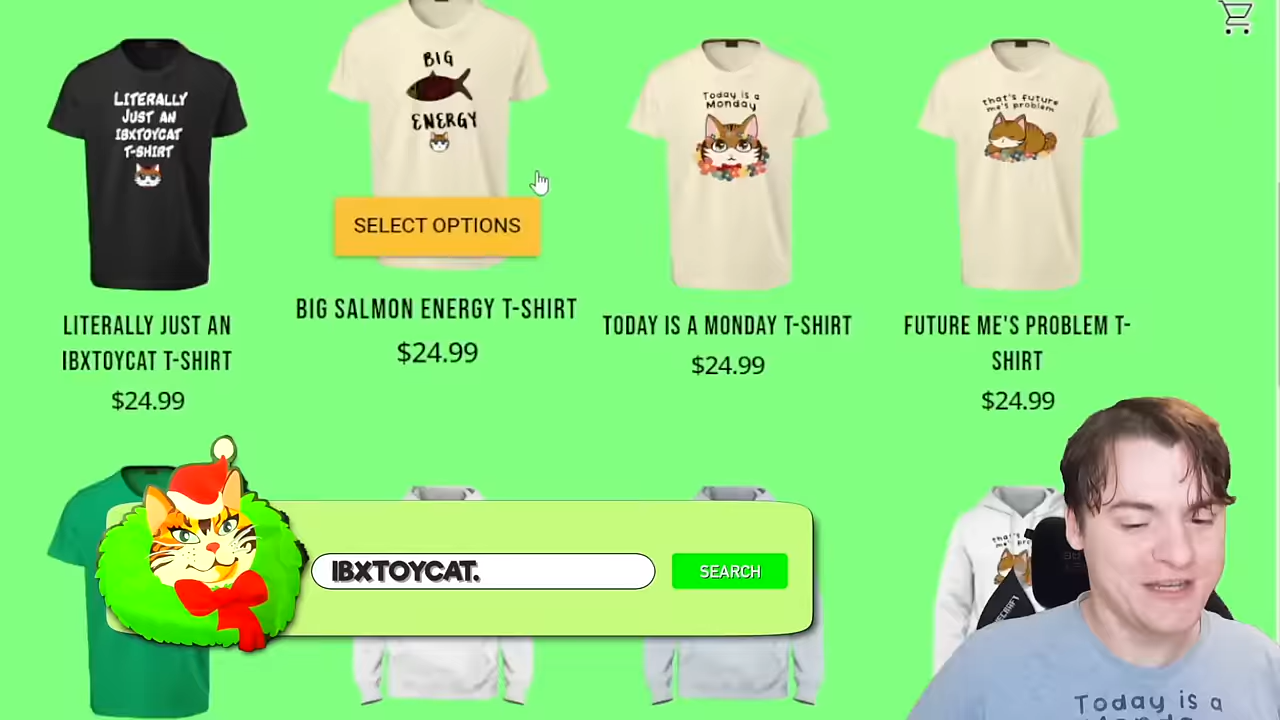 LITERALLY
JUST AN
IBXTOYCAT
T-SHIRT
BIG
ENERGY
Today is a
Monday
that's future
me's problem
SELECT OPTIONS
LITERALLY JUST AN
IBXTOYCAT T-SHIRT
$24.99
BIG SALMON ENERGY T-SHIRT
$24.99
TODAY IS A MONDAY T-SHIRT
$24.99
FUTURE ME'S PROBLEM T-
SHIRT
$24.99
IBXTOYCAT.
SEARCH
that's
me's
Today is a